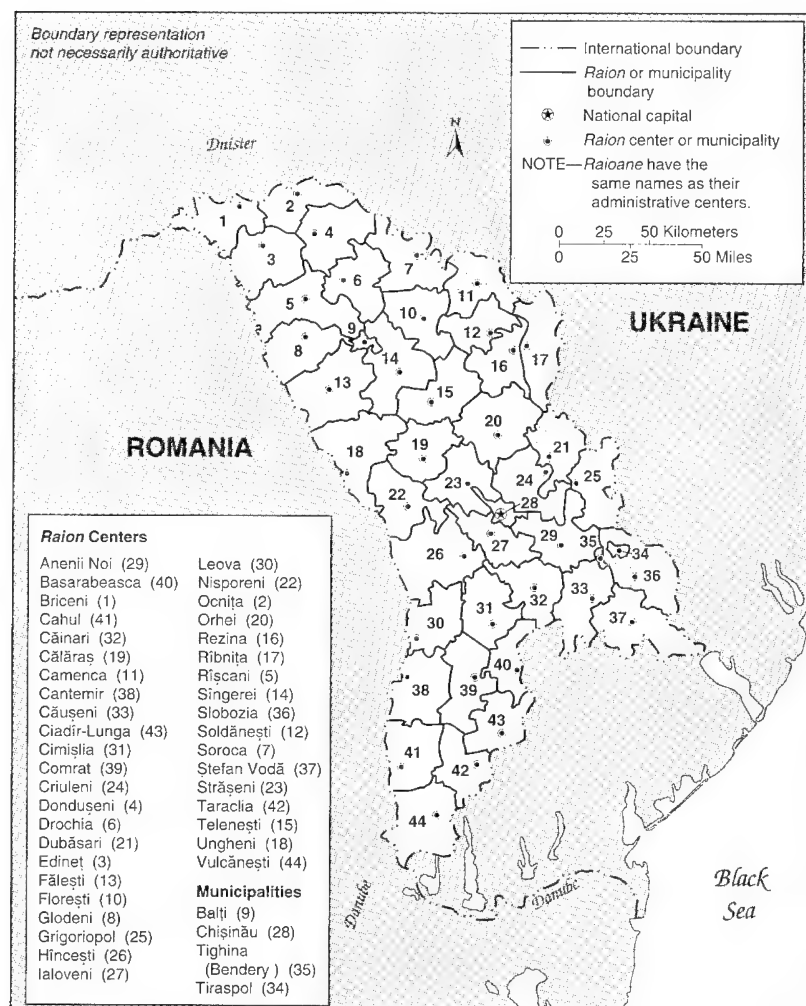 Boundary representation
not necessarily authoritative
International boundary
Raion or municipality
boundary
National capital
Raion center or municipality
NOTE—Raioane have the
same names as their
administrative centers.
0 25 50 Kilometers
0 25 50 Miles
N
Dnister
1
2
3
4
5
6
7
8
9
10
11
12
13
14
15
16
17
18
19
20
21
22
23
24
25
26
27
28
29
30
31
32
33
34
35
36
37
38
39
40
41
42
43
44
UKRAINE
ROMANIA
Raion Centers
Anenii Noi (29)
Basarabeasca (40)
Briceni (1)
Cahul (41)
Căinari (32)
Călăraș (19)
Camenca (11)
Cantemir (38)
Căușeni (33)
Ciadîr-Lunga (43)
Cimișlia (31)
Comrat (39)
Criuleni (24)
Dondușeni (4)
Drochia (6)
Dubăsari (21)
Edineț (3)
Fălești (13)
Florești (10)
Glodeni (8)
Grigoriopol (25)
Hîncești (26)
Ialoveni (27)
Leova (30)
Nisporeni (22)
Ocnița (2)
Orhei (20)
Rezina (16)
Rîbnița (17)
Rîșcani (5)
Sîngerei (14)
Slobozia (36)
Soldănești (12)
Soroca (7)
Ștefan Vodă (37)
Strășeni (23)
Taraclia (42)
Telenești (15)
Ungheni (18)
Vulcănești (44)
Municipalities
Balți (9)
Chișinău (28)
Tighina
(Bendery ) (35)
Tiraspol (34)
Danube
Danube
Black
Sea